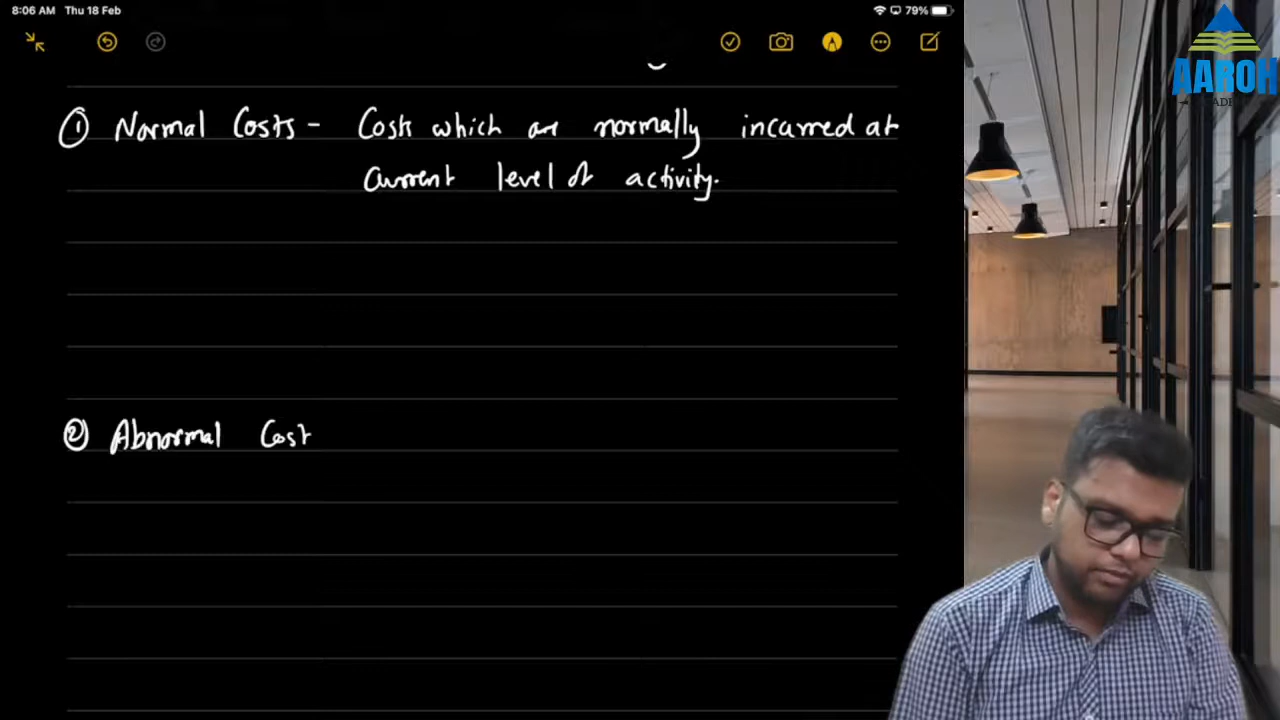 8:06 AM Thu 18 Feb
79%
AAROH
① Normal Costs - Costs which are normally incurred at
current level of activity.
② Abnormal Cost